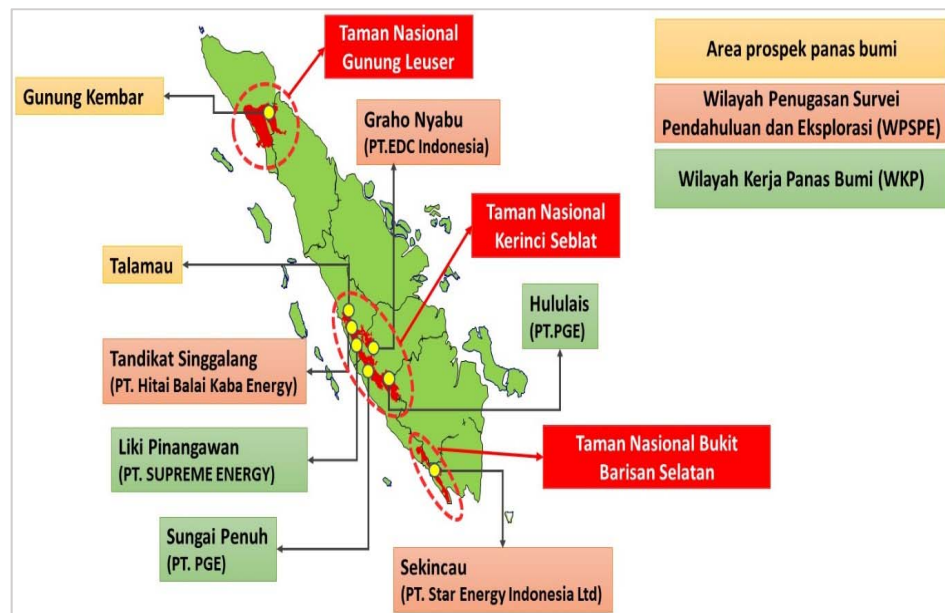 Taman Nasional
Gunung Leuser
Area prospek panas bumi
Gunung Kembar
Graho Nyabu
(PT.EDC Indonesia)
Wilayah Penugasan Survei
Pendahuluan dan Eksplorasi (WPSPE)
Wilayah Kerja Panas Bumi (WKP)
Taman Nasional
Kerinci Seblat
Talamau
Hululais
(PT.PGE)
Tandikat Singgalang
(PT. Hitai Balai Kaba Energy)
Liki Pinangawan
(PT. SUPREME ENERGY)
Taman Nasional Bukit
Barisan Selatan
Sungai Penuh
(PT. PGE)
Sekincau
(PT. Star Energy Indonesia Ltd)